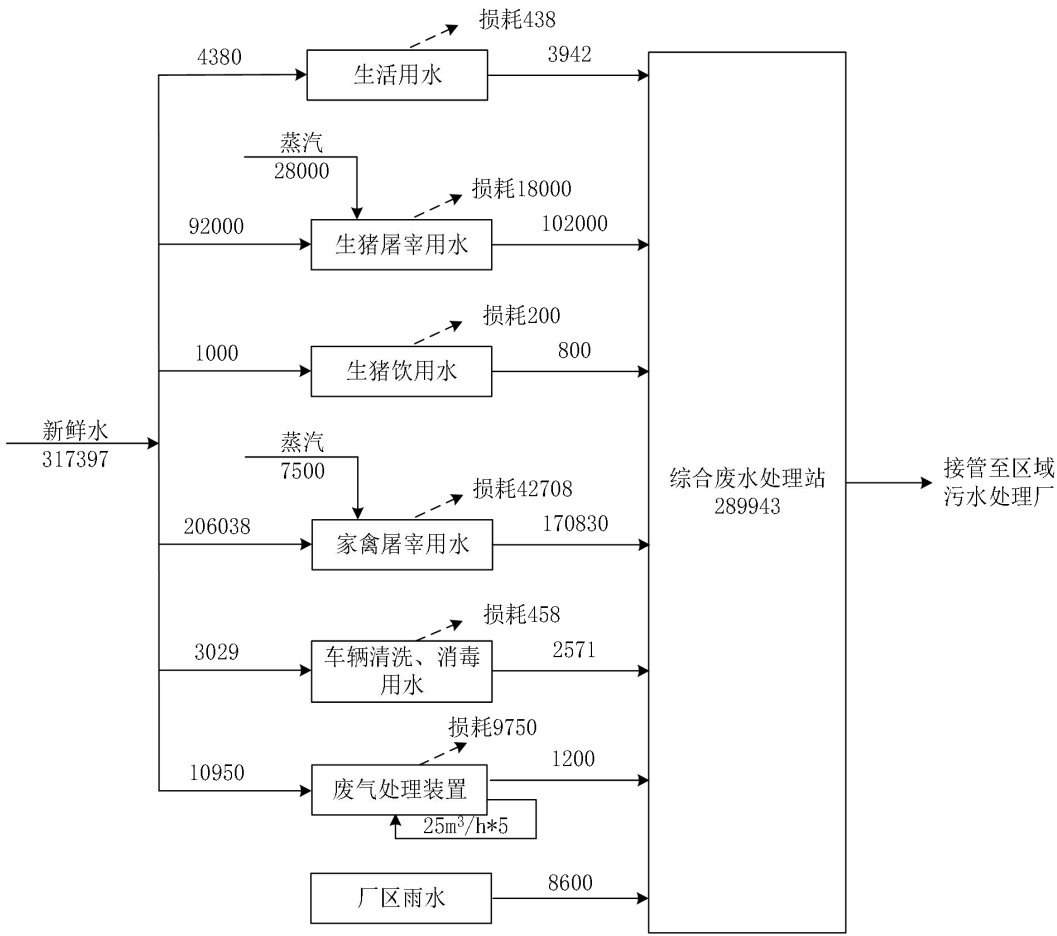 损耗438
4380
生活用水
3942
蒸汽
28000
损耗18000
92000
生猪屠宰用水
102000
损耗200
1000
生猪饮用水
800
新鲜水
317397
蒸汽
7500
损耗42708
206038
家禽屠宰用水
170830
综合废水处理站
289943
接管至区域
污水处理厂
损耗458
3029
车辆清洗、消毒
用水
2571
损耗9750
10950
废气处理装置
1200
25m³/h*5
厂区雨水
8600